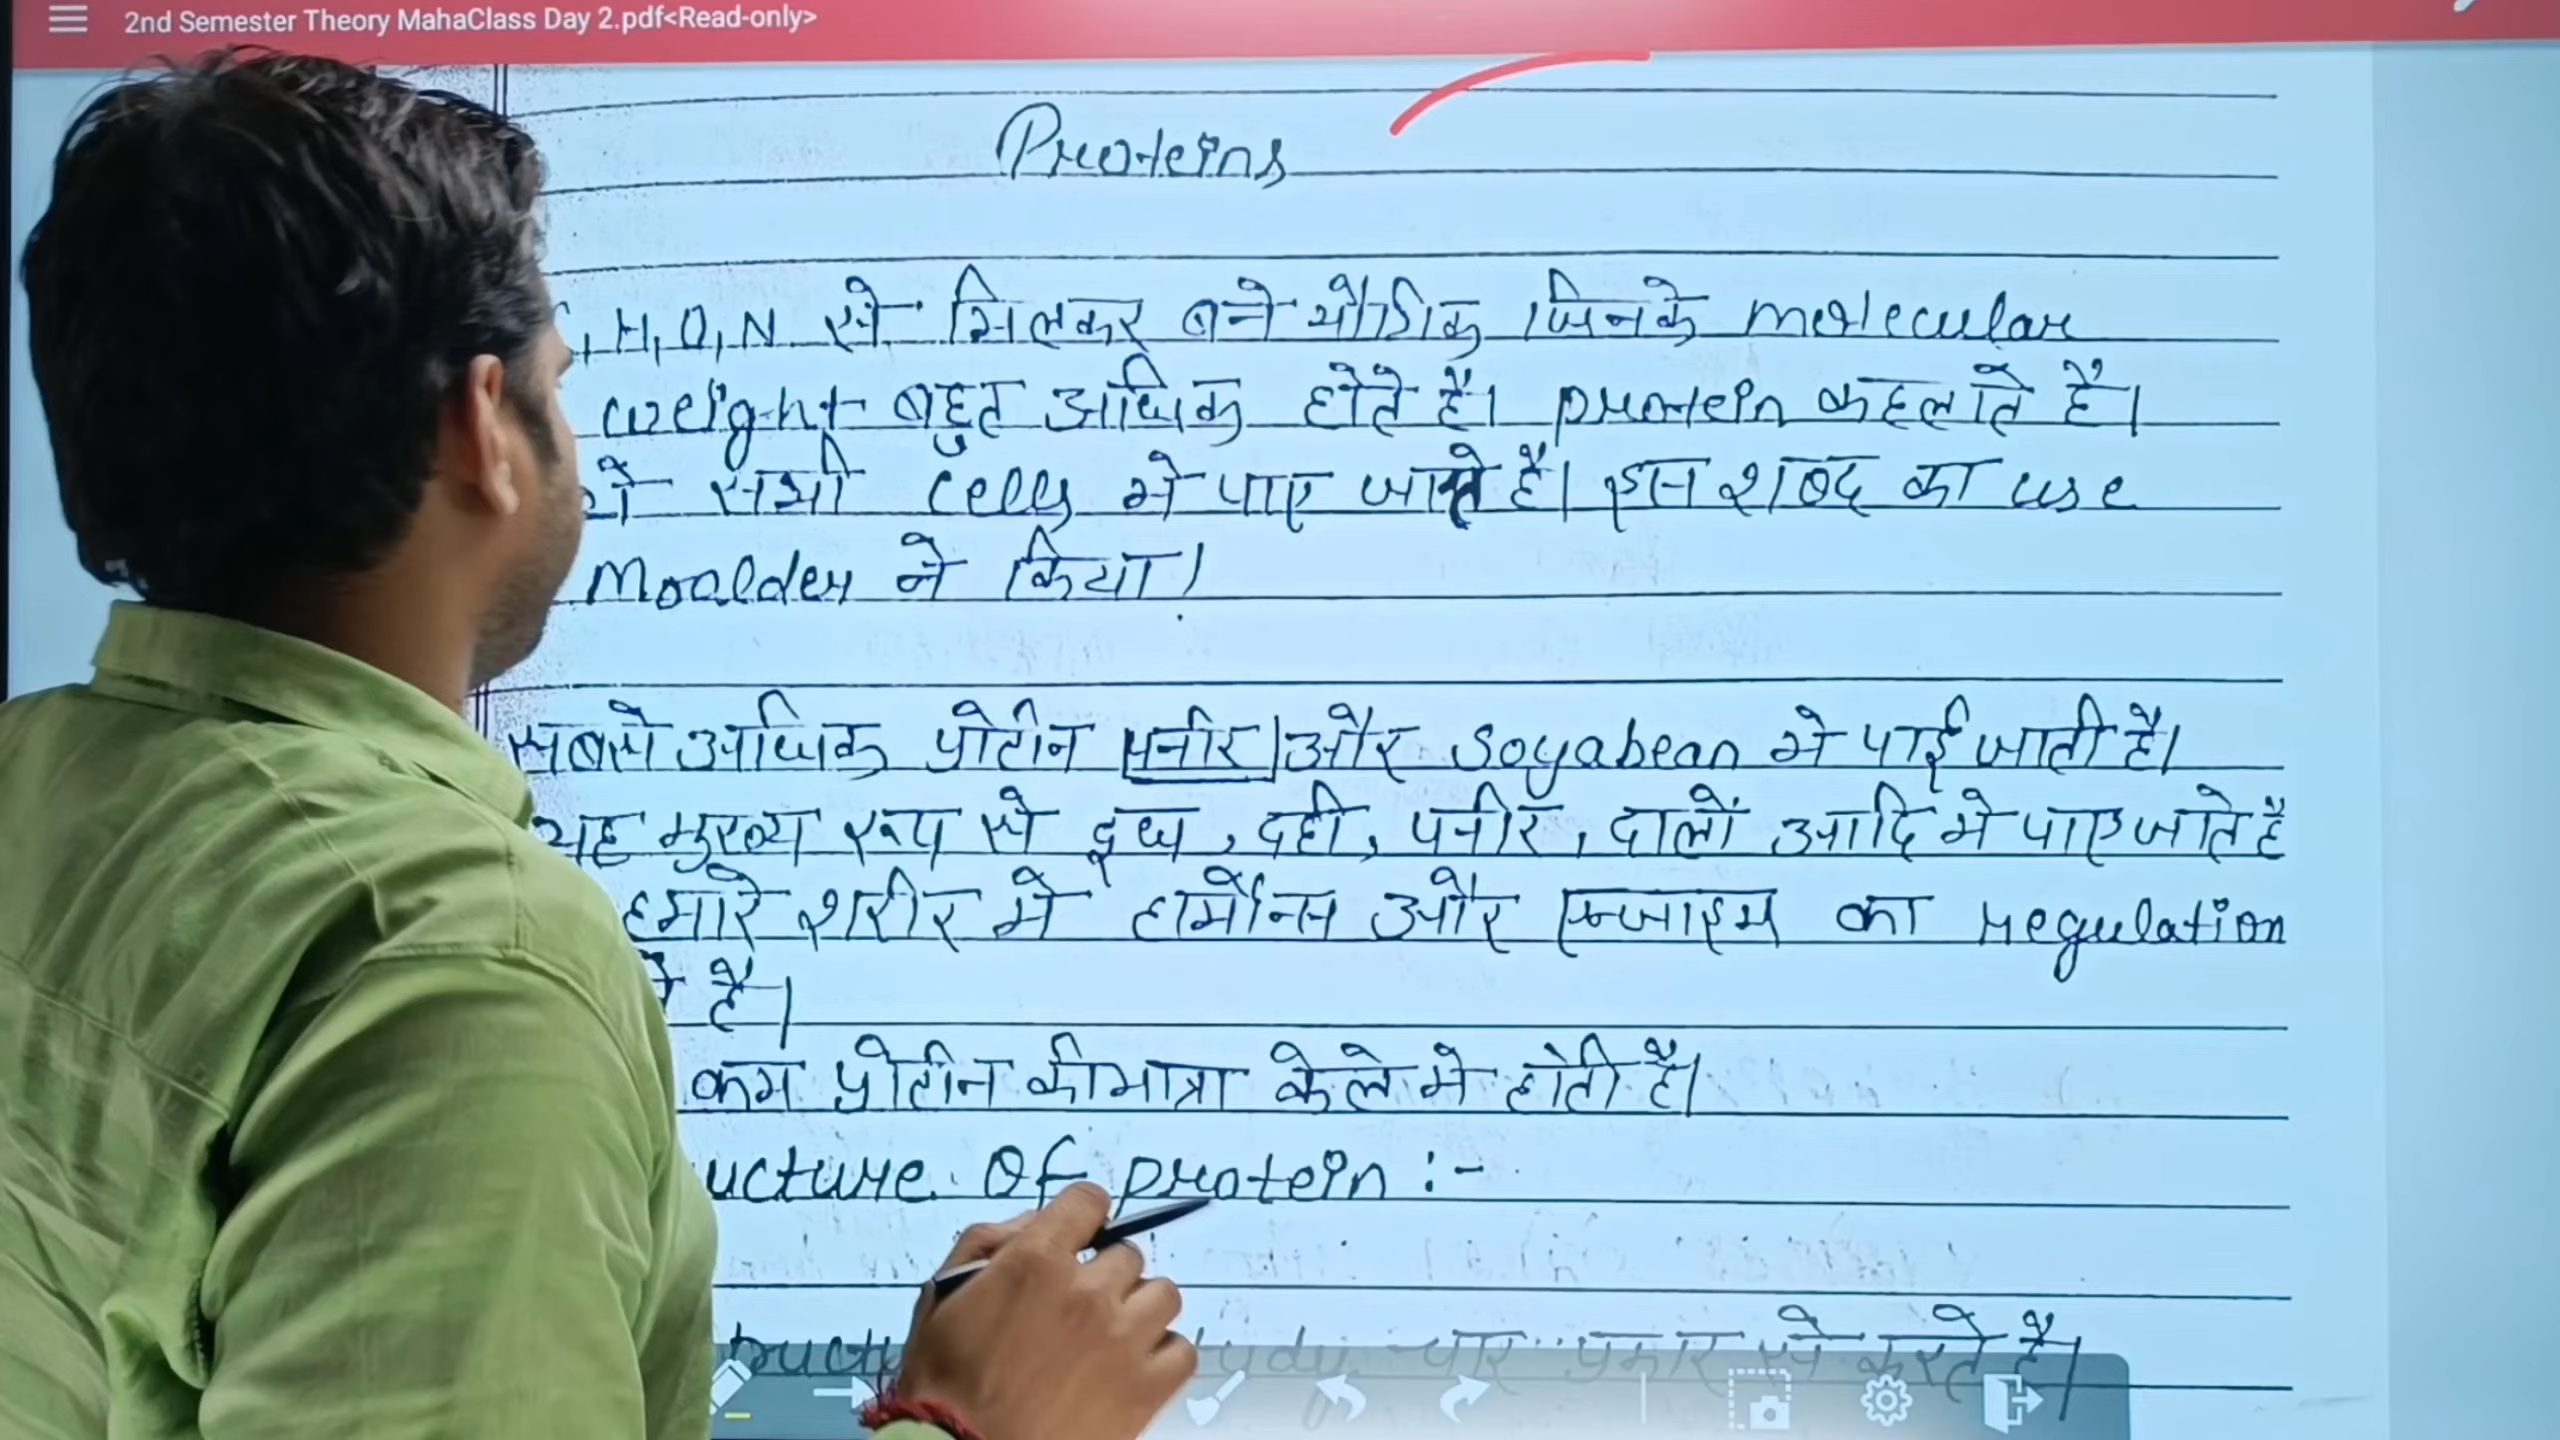 2nd Semester Theory MahaClass Day 2.pdf<Read-only>
Proteins
, H, O, N से मिलकर बने यौगिक जिनके molecular
weight बहुत अधिक होते हैं। protein कहलाते हैं।
ये सभी cells मे पाए जाते हैं। इस शब्द का use
Moalder ने किया।
सबसे अधिक प्रोटीन पनीर और soyabean मे पाई जाती है।
यह मुख्य रूप से दूध, दही, पनीर, दालों आदि मे पाए जाते है
हमारे शरीर मे हार्मोन्स और एन्जाइम का regulation
है।
कम प्रोटीन की मात्रा केले मे होती है।
ucture Of protein :-
चार प्रकार से करते हैं।